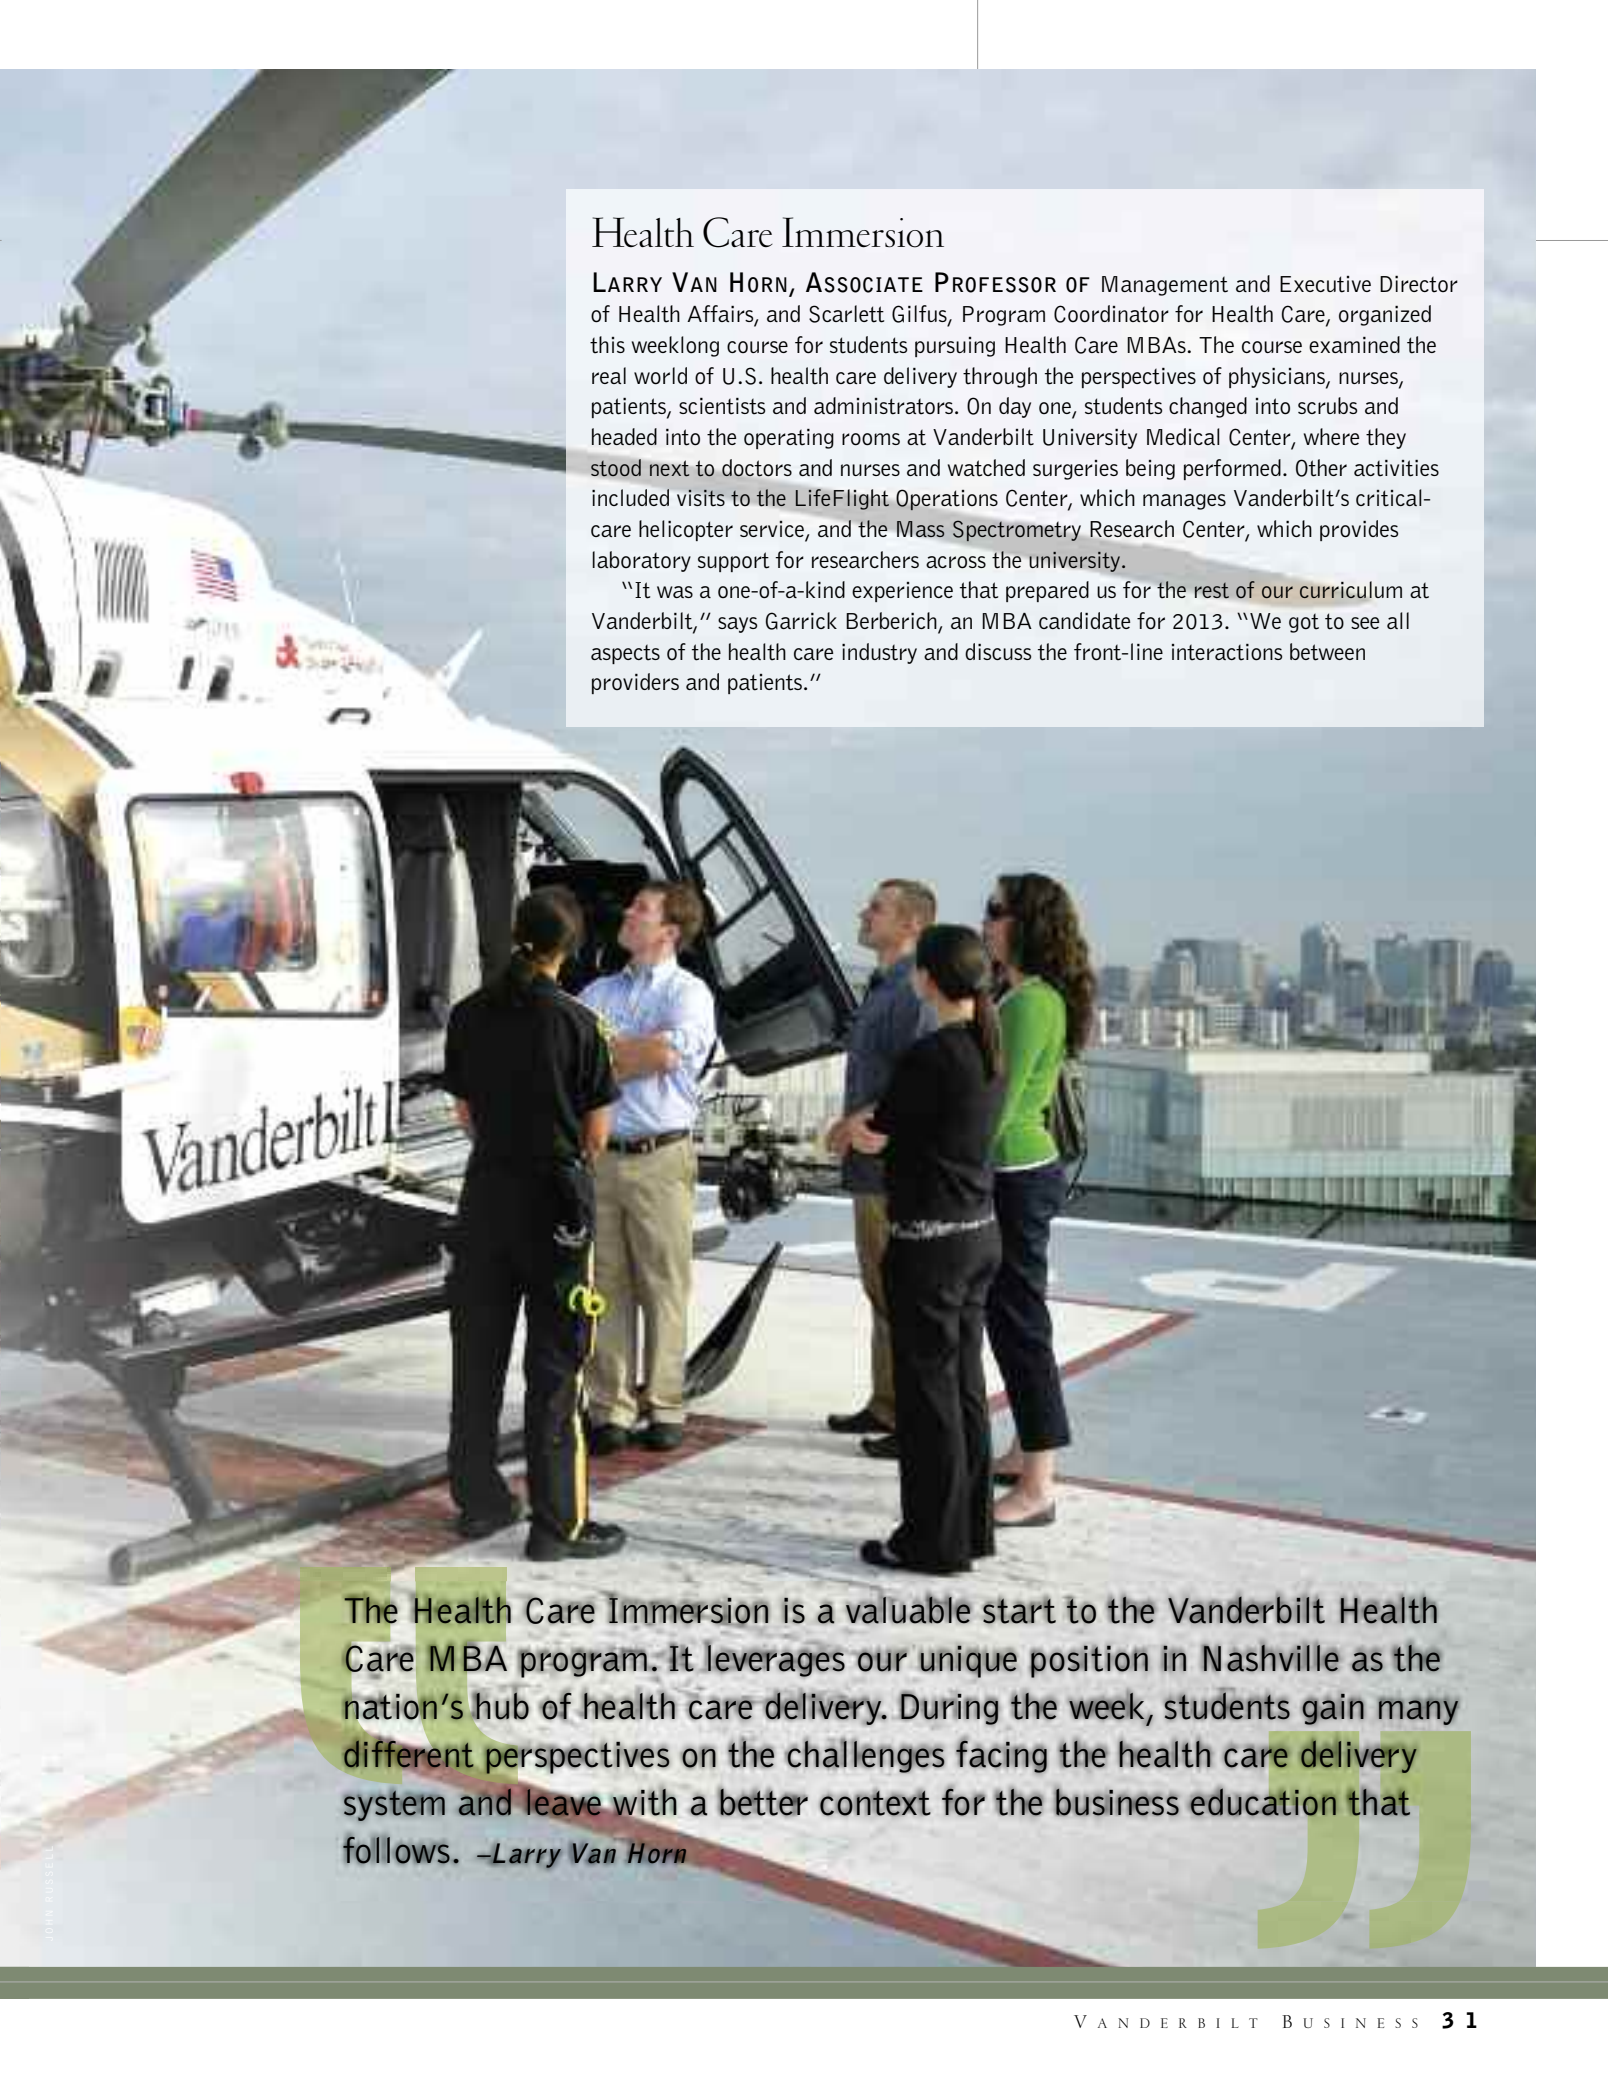 Health Care Immersion
LARRY VAN HORN, ASSOCIATE PROFESSOR OF Management and Executive Director
of Health Affairs, and Scarlett Gilfus, Program Coordinator for Health Care, organized
this weeklong course for students pursuing Health Care MBAs. The course examined the
real world of U.S. health care delivery through the perspectives of physicians, nurses,
patients, scientists and administrators. On day one, students changed into scrubs and
headed into the operating rooms at Vanderbilt University Medical Center, where they
stood next to doctors and nurses and watched surgeries being performed. Other activities
included visits to the LifeFlight Operations Center, which manages Vanderbilt’s critical-
care helicopter service, and the Mass Spectrometry Research Center, which provides
laboratory support for researchers across the university.
“It was a one-of-a-kind experience that prepared us for the rest of our curriculum at
Vanderbilt,” says Garrick Berberich, an MBA candidate for 2013. “We got to see all
aspects of the health care industry and discuss the front-line interactions between
providers and patients.”
Vanderbilt
The Health Care Immersion is a valuable start to the Vanderbilt Health
Care MBA program. It leverages our unique position in Nashville as the
nation’s hub of health care delivery. During the week, students gain many
different perspectives on the challenges facing the health care delivery
system and leave with a better context for the business education that
follows. –Larry Van Horn
JOHN RUSSELL
VANDERBILT BUSINESS 31